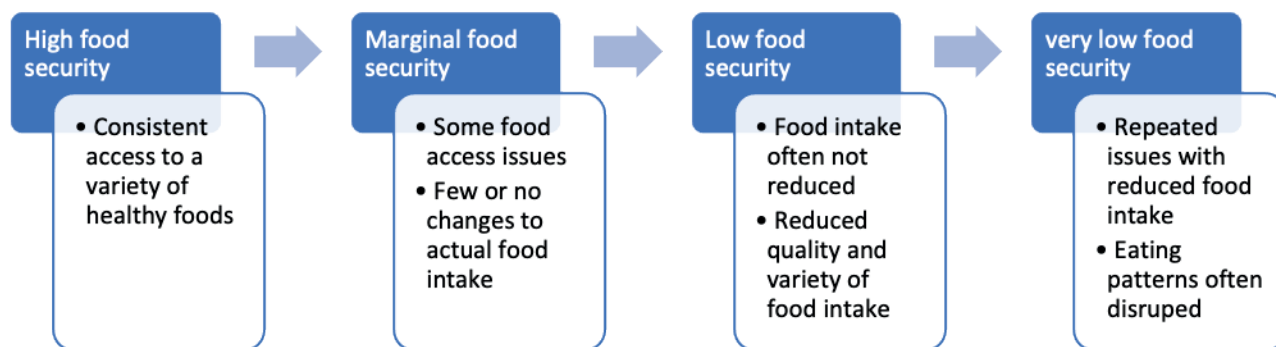 High food
security
• Consistent
access to a
variety of
healthy foods
Marginal food
security
• Some food
access issues
• Few or no
changes to
actual food
intake
Low food
security
• Food intake
often not
reduced
• Reduced
quality and
variety of
food intake
very low food
security
• Repeated
issues with
reduced food
intake
• Eating
patterns often
disruped